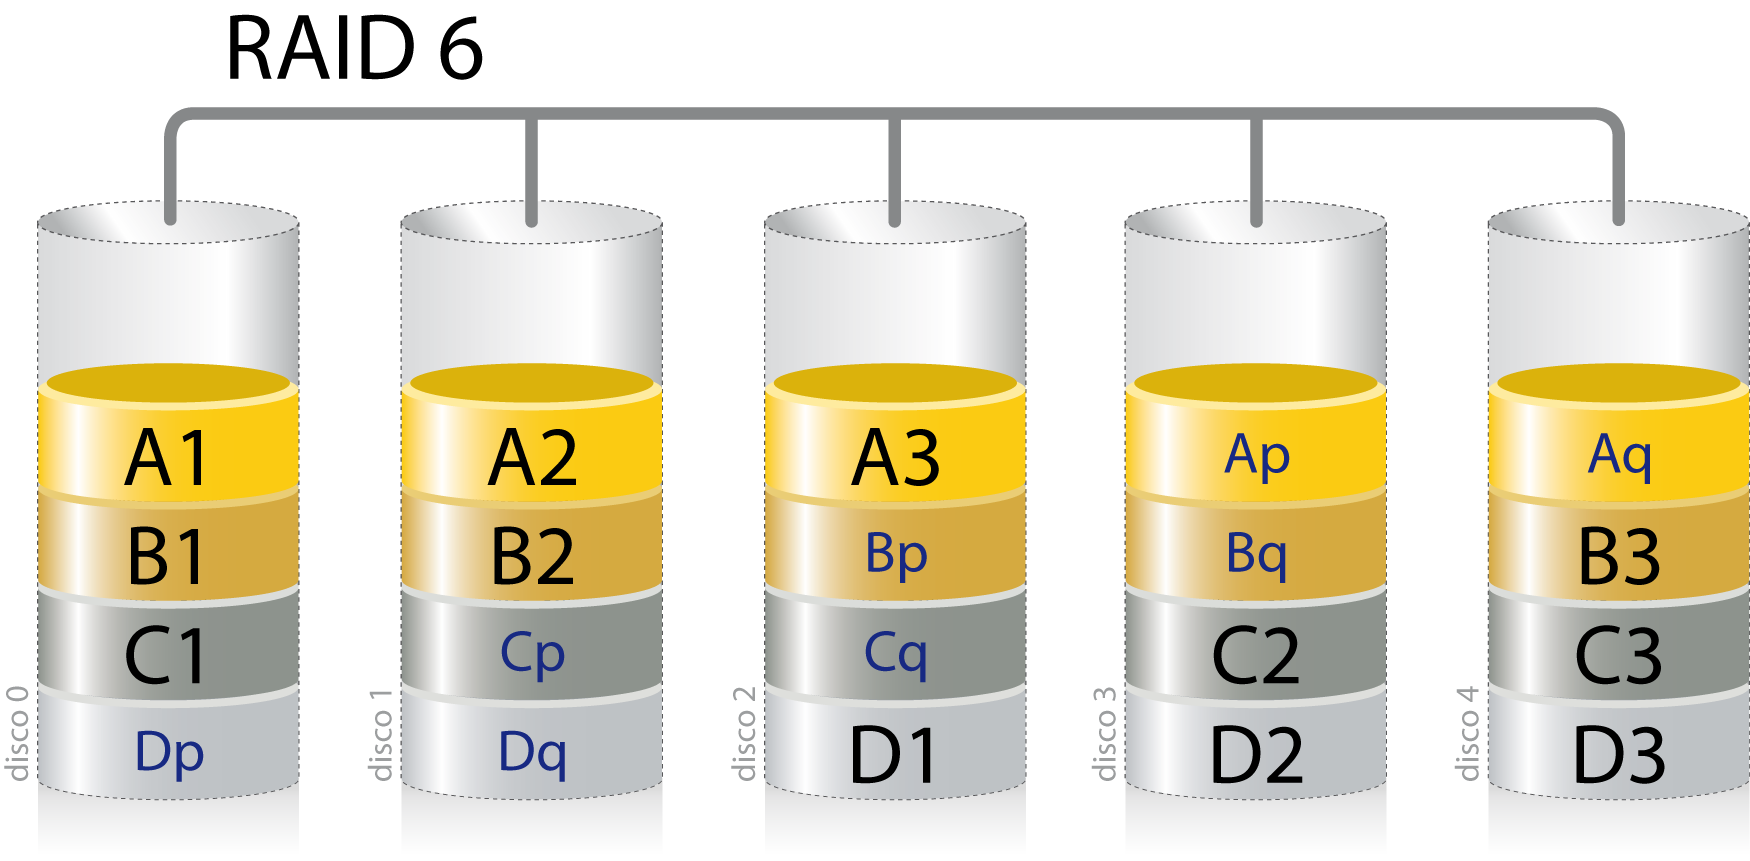 RAID 6
A1 A2 A3 Ap Aq
B1 B2 Bp Bq B3
C1 Cp Cq C2 C3
Dp Dq D1 D2 D3
disco 0
disco 1
disco 2
disco 3
disco 4